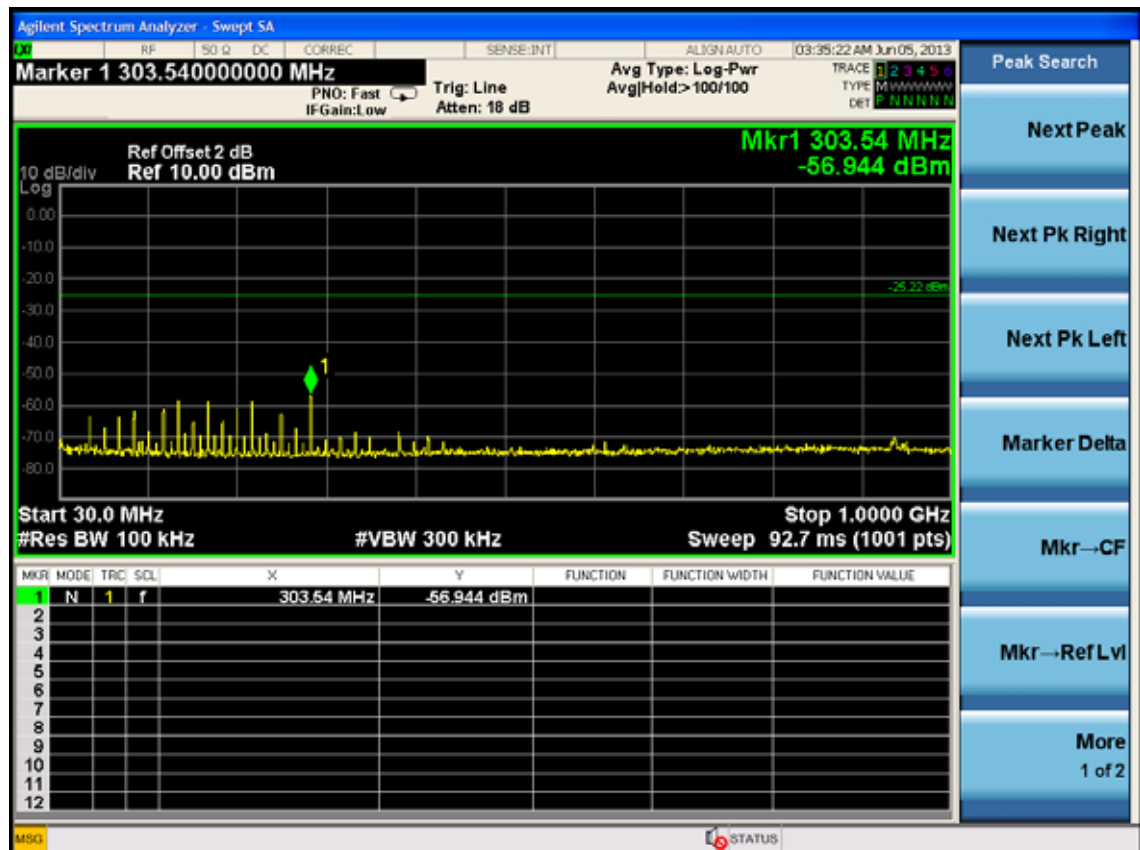 Agilent Spectrum Analyzer - Swept SA
LXI RF 50 Ω DC CORREC SENSE:INT ALIGN AUTO 03:35:22 AM Jun 05, 2013
Marker 1 303.540000000 MHz
PNO: Fast
IFGain:Low
Trig: Line
Atten: 18 dB
Avg Type: Log-Pwr
Avg|Hold:>100/100
TRACE 1 2 3 4 5 6
TYPE M W W W W W
DET P N N N N N
Mkr1 303.54 MHz
-56.944 dBm
Ref Offset 2 dB
10 dB/div Ref 10.00 dBm
Log
0.00
-10.0
-20.0
-25.22 dBm
-30.0
-40.0
1
-50.0
-60.0
-70.0
-80.0
Start 30.0 MHz Stop 1.0000 GHz
#Res BW 100 kHz #VBW 300 kHz Sweep 92.7 ms (1001 pts)
MKR MODE TRC SCL X Y FUNCTION FUNCTION WIDTH FUNCTION VALUE
1 N 1 f 303.54 MHz -56.944 dBm
2
3
4
5
6
7
8
9
10
11
12
MSG STATUS
Peak Search
Next Peak
Next Pk Right
Next Pk Left
Marker Delta
Mkr→CF
Mkr→Ref Lvl
More
1 of 2